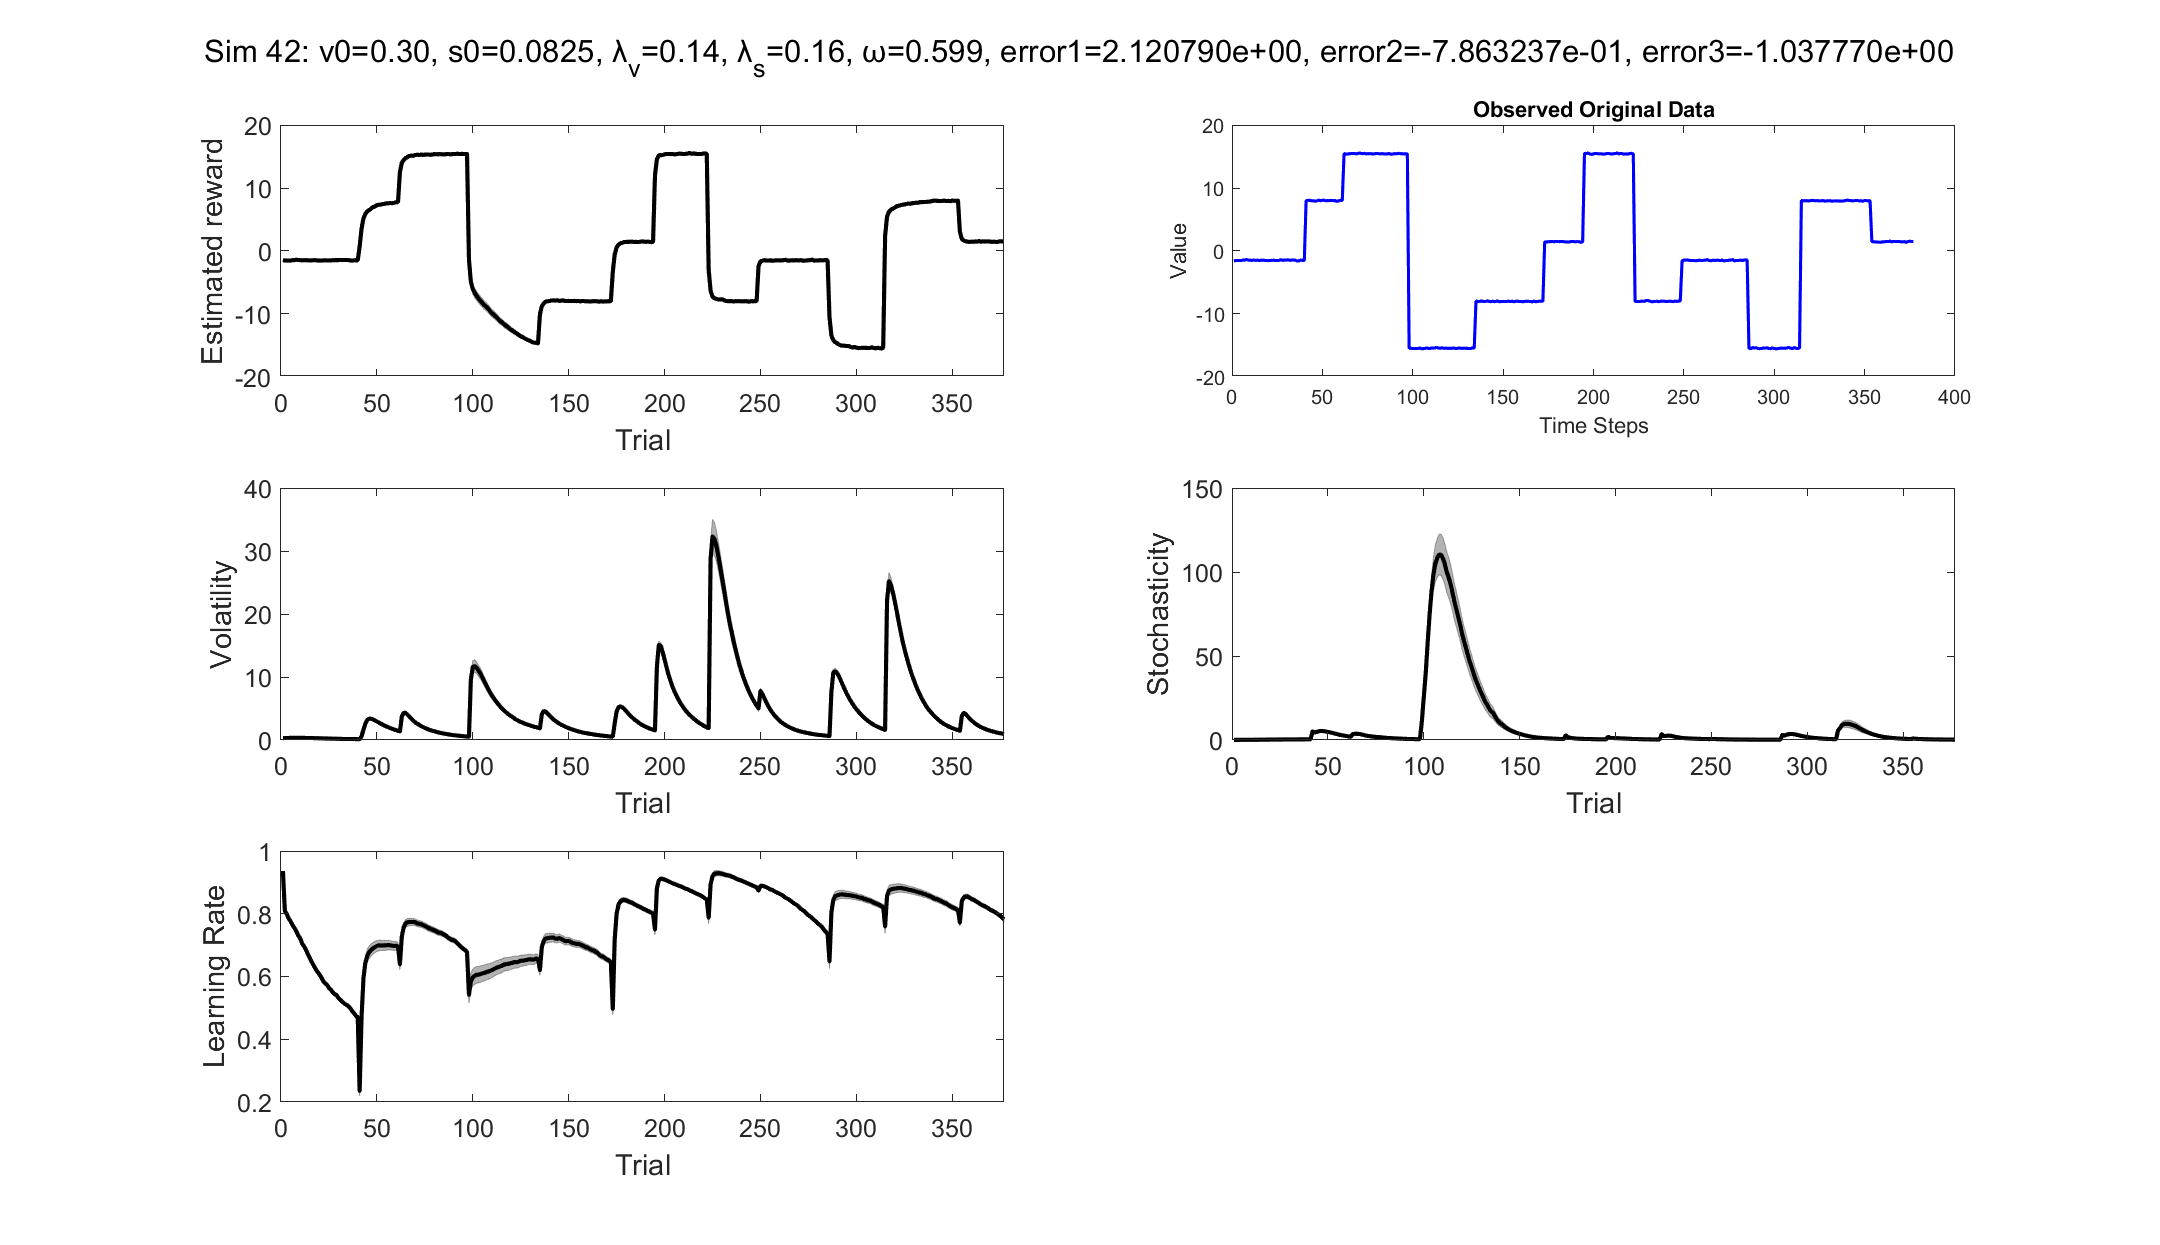 Sim 42: v0=0.30, s0=0.0825, λ_v=0.14, λ_s=0.16, ω=0.599, error1=2.120790e+00, error2=-7.863237e-01, error3=-1.037770e+00
Estimated reward
20
10
0
-10
-20
0 50 100 150 200 250 300 350
Trial
Observed Original Data
Value
20
10
0
-10
-20
0 50 100 150 200 250 300 350 400
Time Steps
Volatility
40
30
20
10
0
0 50 100 150 200 250 300 350
Trial
Stochasticity
150
100
50
0
0 50 100 150 200 250 300 350
Trial
Learning Rate
1
0.8
0.6
0.4
0.2
0 50 100 150 200 250 300 350
Trial